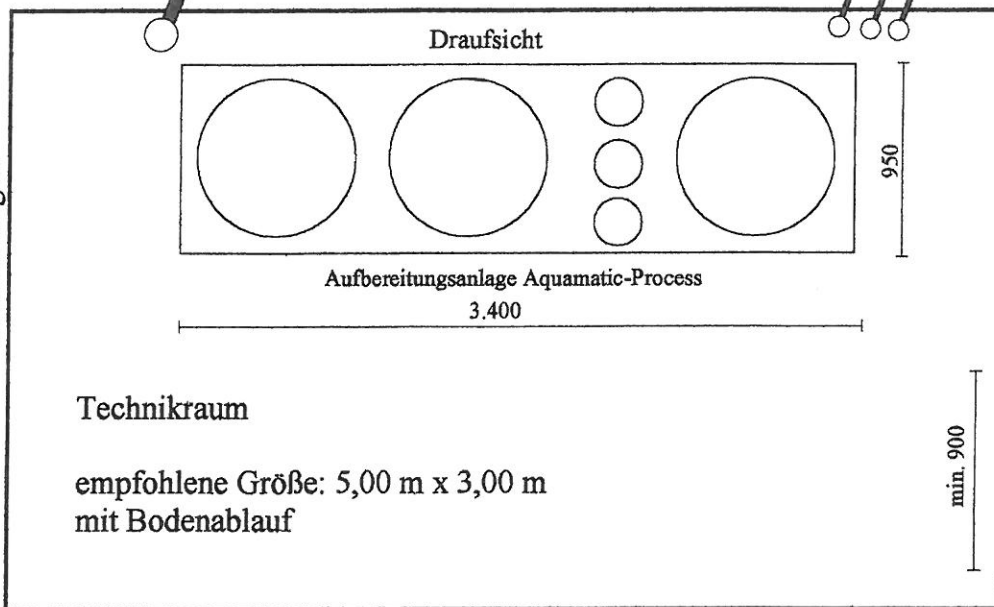 Draufsicht
950
Aufbereitungsanlage Aquamatic-Process
3.400
Technikraum
min. 900
empfohlene Größe: 5,00 m x 3,00 m
mit Bodenablauf